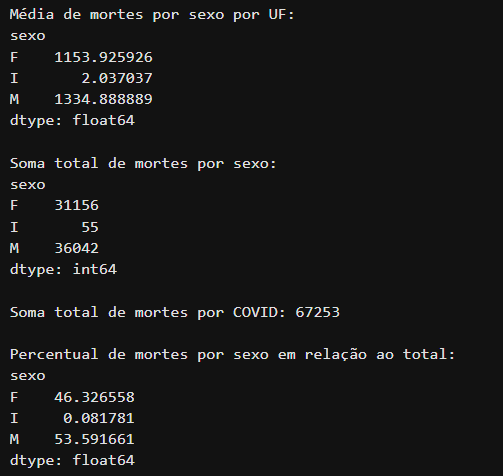 Média de mortes por sexo por UF:
sexo
F    1153.925926
I       2.037037
M    1334.888889
dtype: float64

Soma total de mortes por sexo:
sexo
F    31156
I       55
M    36042
dtype: int64

Soma total de mortes por COVID: 67253

Percentual de mortes por sexo em relação ao total:
sexo
F    46.326558
I     0.081781
M    53.591661
dtype: float64